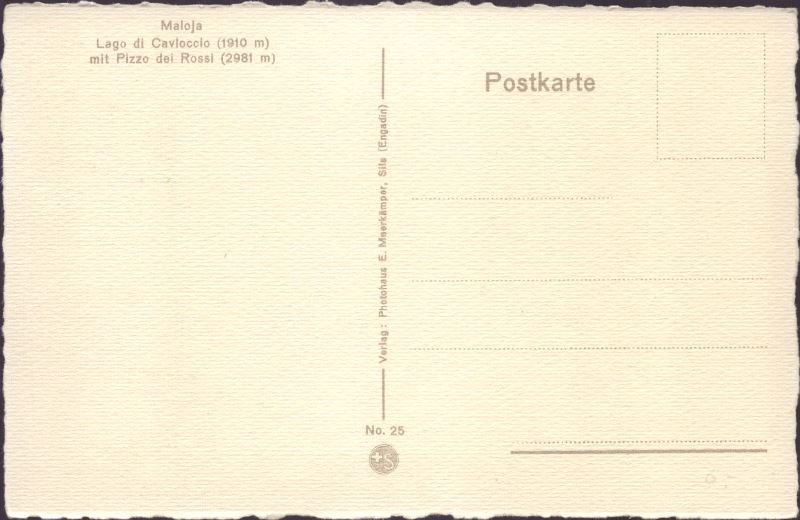 Maloja
Lago di Cavloccio (1910 m)
mit Pizzo dei Rossi (2981 m)
Postkarte
Verlag: Photohaus E. Meerkämper, Sils (Engadin)
No. 25
S